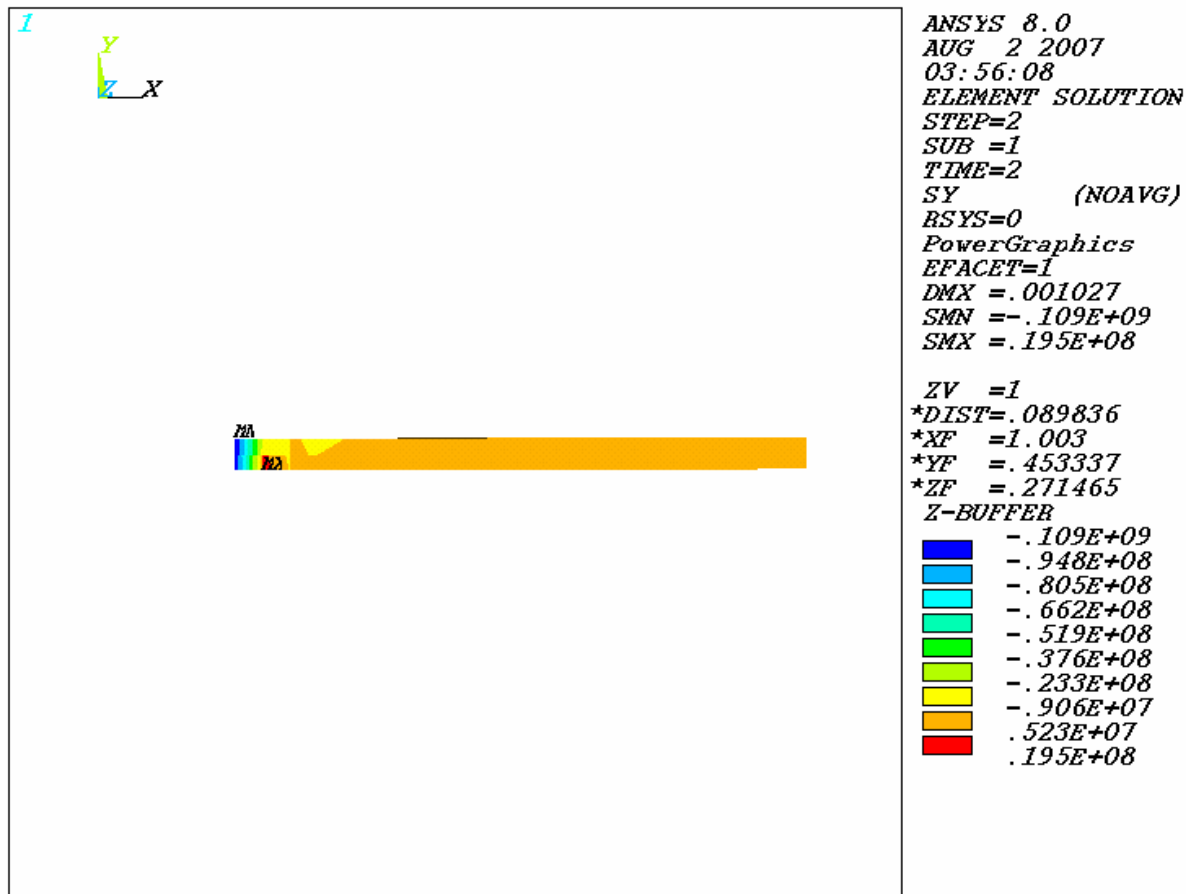 1
Y
Z X
MN
MX
ANSYS 8.0
AUG 2 2007
03:56:08
ELEMENT SOLUTION
STEP=2
SUB =1
TIME=2
SY (NOAVG)
RSYS=0
PowerGraphics
EFACET=1
DMX =.001027
SMN =-.109E+09
SMX =.195E+08
ZV =1
*DIST=.089836
*XF =1.003
*YF =.453337
*ZF =.271465
Z-BUFFER
-.109E+09
-.948E+08
-.805E+08
-.662E+08
-.519E+08
-.376E+08
-.233E+08
-.906E+07
.523E+07
.195E+08